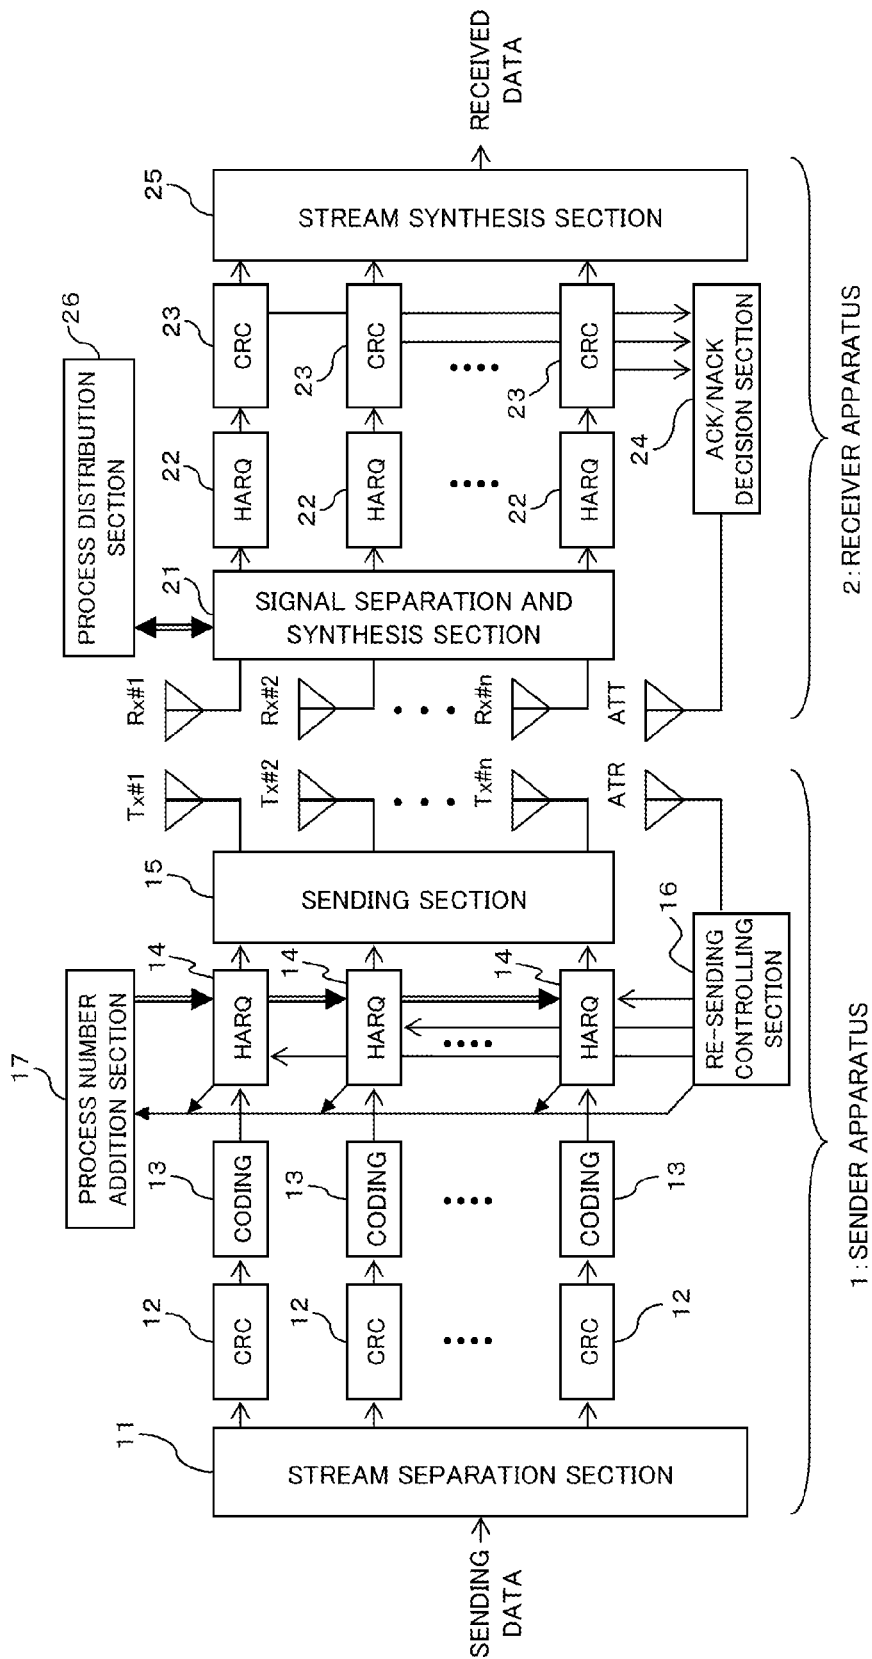 SENDING
DATA
11
STREAM SEPARATION SECTION
12
CRC
12
CRC
12
CRC
13
CODING
13
CODING
13
CODING
17
PROCESS NUMBER
ADDITION SECTION
14
HARQ
14
HARQ
14
HARQ
16
RE-SENDING
CONTROLLING
SECTION
15
SENDING SECTION
Tx#1
Tx#2
Tx#n
ATR
1:SENDER APPARATUS
Rx#1
Rx#2
Rx#n
ATT
21
SIGNAL SEPARATION AND
SYNTHESIS SECTION
26
PROCESS DISTRIBUTION
SECTION
22
HARQ
22
HARQ
22
HARQ
23
CRC
23
CRC
23
CRC
24
ACK/NACK
DECISION SECTION
25
STREAM SYNTHESIS SECTION
RECEIVED
DATA
2:RECEIVER APPARATUS